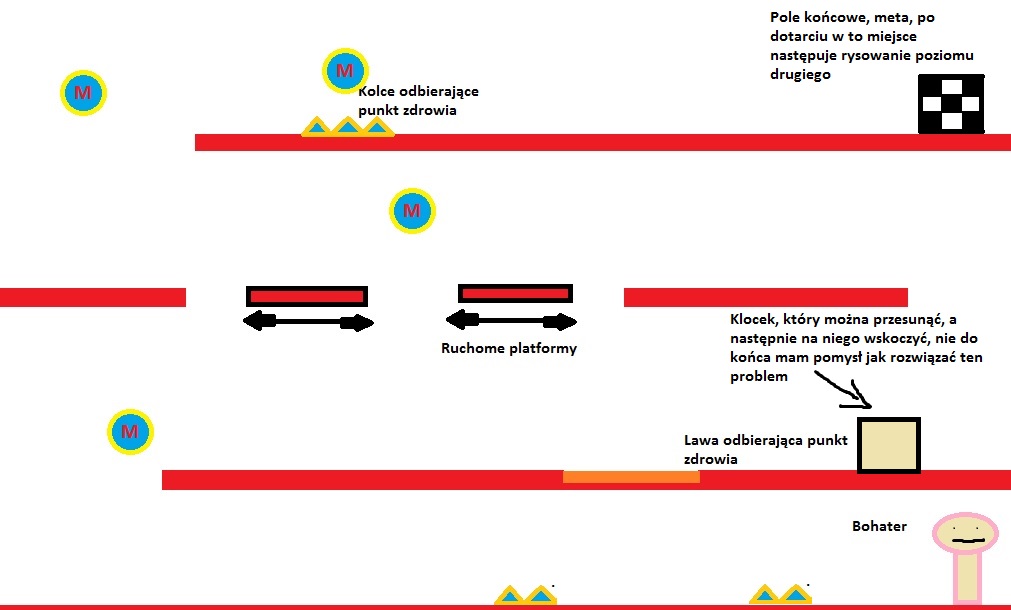 Pole końcowe, meta, po
dotarciu w to miejsce
następuje rysowanie poziomu
drugiego
M
M
Kolce odbierające
punkt zdrowia
M
Ruchome platformy
Klocek, który można przesunąć, a
następnie na niego wskoczyć, nie do
końca mam pomysł jak rozwiązać ten
problem
M
Lawa odbierająca punkt
zdrowia
Bohater